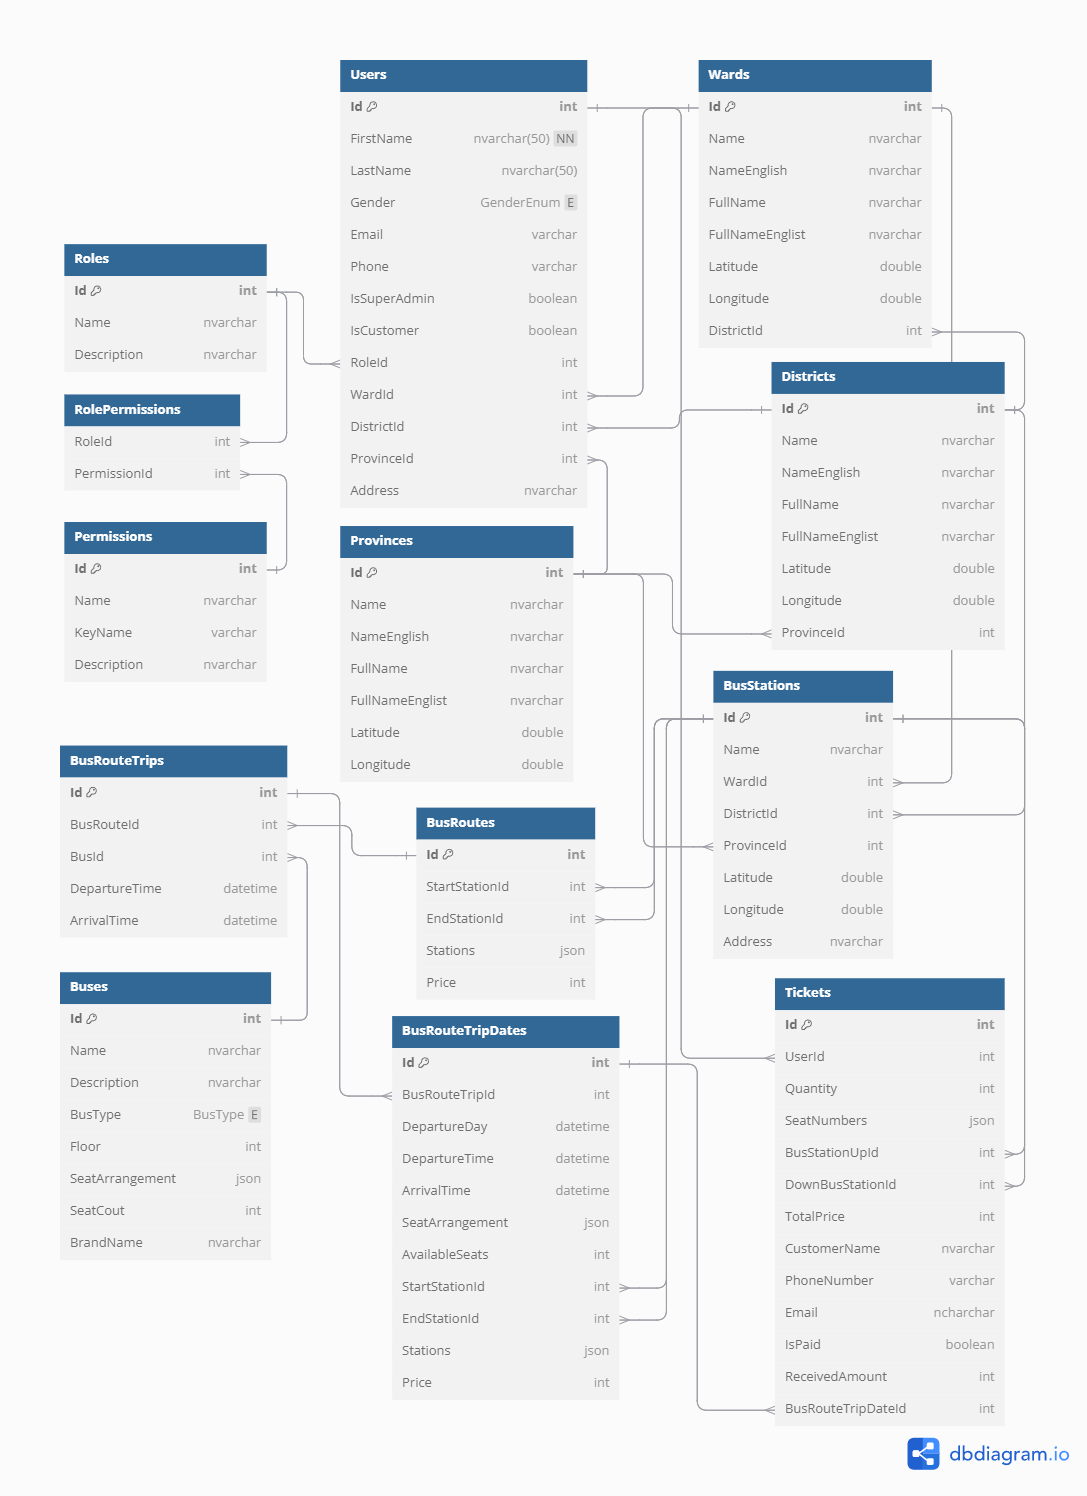 Users
Id int
FirstName nvarchar(50) NN
LastName nvarchar(50)
Gender GenderEnum E
Email varchar
Phone varchar
IsSuperAdmin boolean
IsCustomer boolean
RoleId int
WardId int
DistrictId int
ProvinceId int
Address nvarchar
Wards
Id int
Name nvarchar
NameEnglish nvarchar
FullName nvarchar
FullNameEnglist nvarchar
Latitude double
Longitude double
DistrictId int
Roles
Id int
Name nvarchar
Description nvarchar
RolePermissions
RoleId int
PermissionId int
Permissions
Id int
Name nvarchar
KeyName varchar
Description nvarchar
Districts
Id int
Name nvarchar
NameEnglish nvarchar
FullName nvarchar
FullNameEnglist nvarchar
Latitude double
Longitude double
ProvinceId int
Provinces
Id int
Name nvarchar
NameEnglish nvarchar
FullName nvarchar
FullNameEnglist nvarchar
Latitude double
Longitude double
BusStations
Id int
Name nvarchar
WardId int
DistrictId int
ProvinceId int
Latitude double
Longitude double
Address nvarchar
BusRouteTrips
Id int
BusRouteId int
BusId int
DepartureTime datetime
ArrivalTime datetime
BusRoutes
Id int
StartStationId int
EndStationId int
Stations json
Price int
Buses
Id int
Name nvarchar
Description nvarchar
BusType BusType E
Floor int
SeatArrangement json
SeatCout int
BrandName nvarchar
BusRouteTripDates
Id int
BusRouteTripId int
DepartureDay datetime
DepartureTime datetime
ArrivalTime datetime
SeatArrangement json
AvailableSeats int
StartStationId int
EndStationId int
Stations json
Price int
Tickets
Id int
UserId int
Quantity int
SeatNumbers json
BusStationUpId int
DownBusStationId int
TotalPrice int
CustomerName nvarchar
PhoneNumber varchar
Email ncharchar
IsPaid boolean
ReceivedAmount int
BusRouteTripDateId int
dbdiagram.io